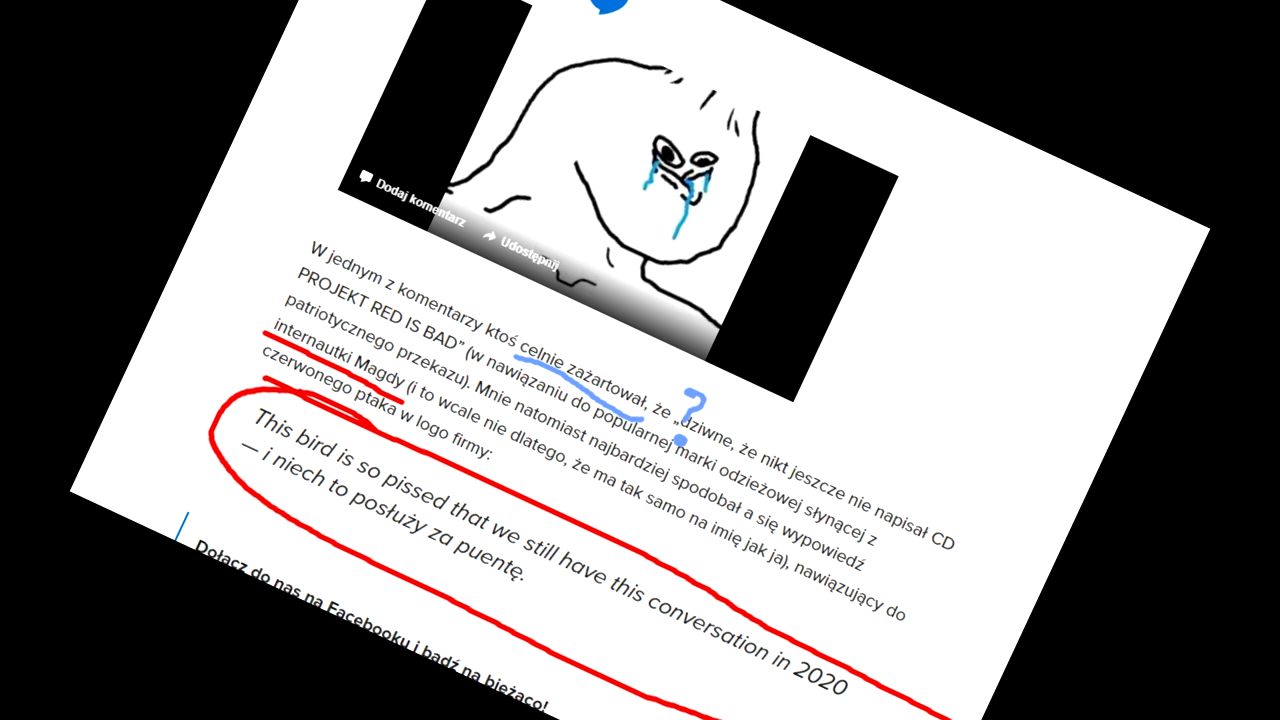 Dodaj komentarz
Udostępnij
W jednym z komentarzy ktoś celnie zażartował, że „dziwne, że nikt jeszcze nie napisał CD
PROJEKT RED IS BAD” (w nawiązaniu do popularnej marki odzieżowej słynącej z
patriotycznego przekazu). Mnie natomiast najbardziej spodobał a się wypowiedź
internautki Magdy (i to wcale nie dlatego, że ma tak samo na imię jak ja), nawiązujący do
czerwonego ptaka w logo firmy:
?
This bird is so pissed that we still have this conversation in 2020
— i niech to posłuży za puentę.
Dołącz do nas na Facebooku i bądź na bieżąco!